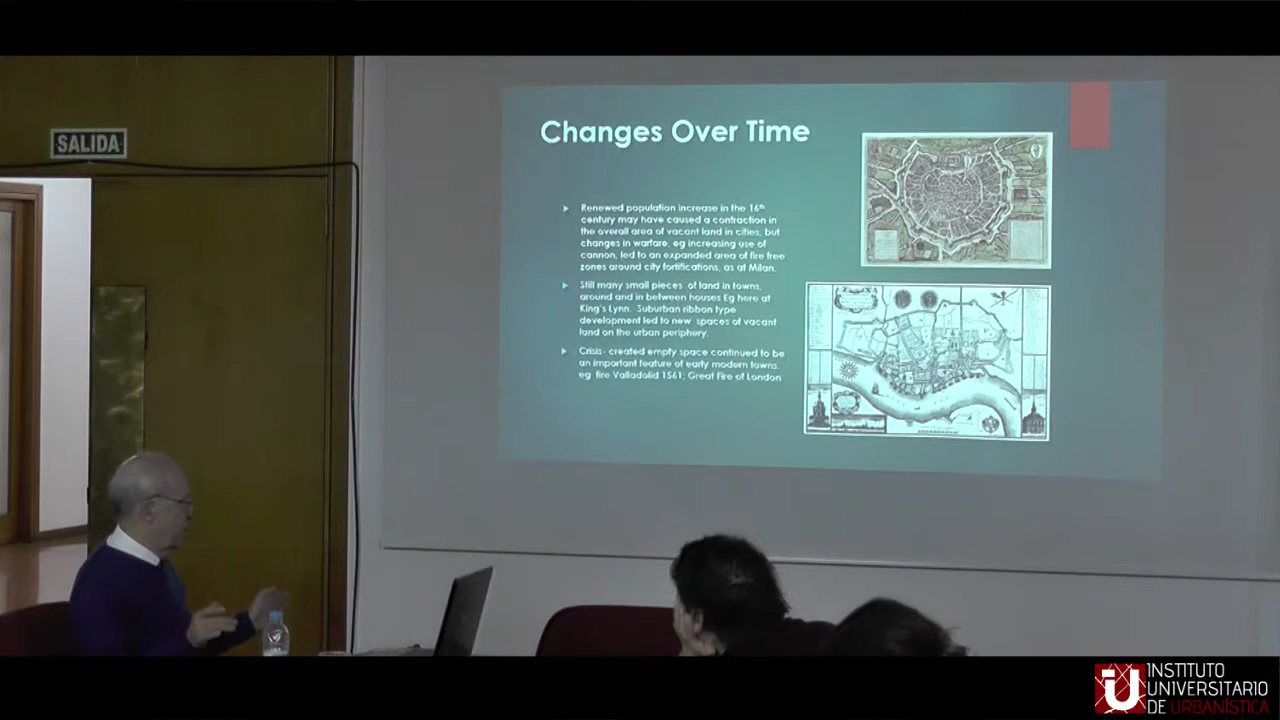 SALIDA
Changes Over Time
Renewed population increase in the 16th
century may have caused a contraction in
the overall area of vacant land in cities, but
changes in warfare, eg increasing use of
cannon, led to an expanded area of fire free
zones around city fortifications, as at Milan.
Still many small pieces of land in towns,
around and in between houses Eg here at
King's Lynn. Suburban ribbon type
development led to new spaces of vacant
land on the urban periphery.
Crisis- created empty space continued to be
an important feature of early modern towns.
eg fire Valladolid 1561; Great Fire of London
INSTITUTO
UNIVERSITARIO
DE URBANÍSTICA